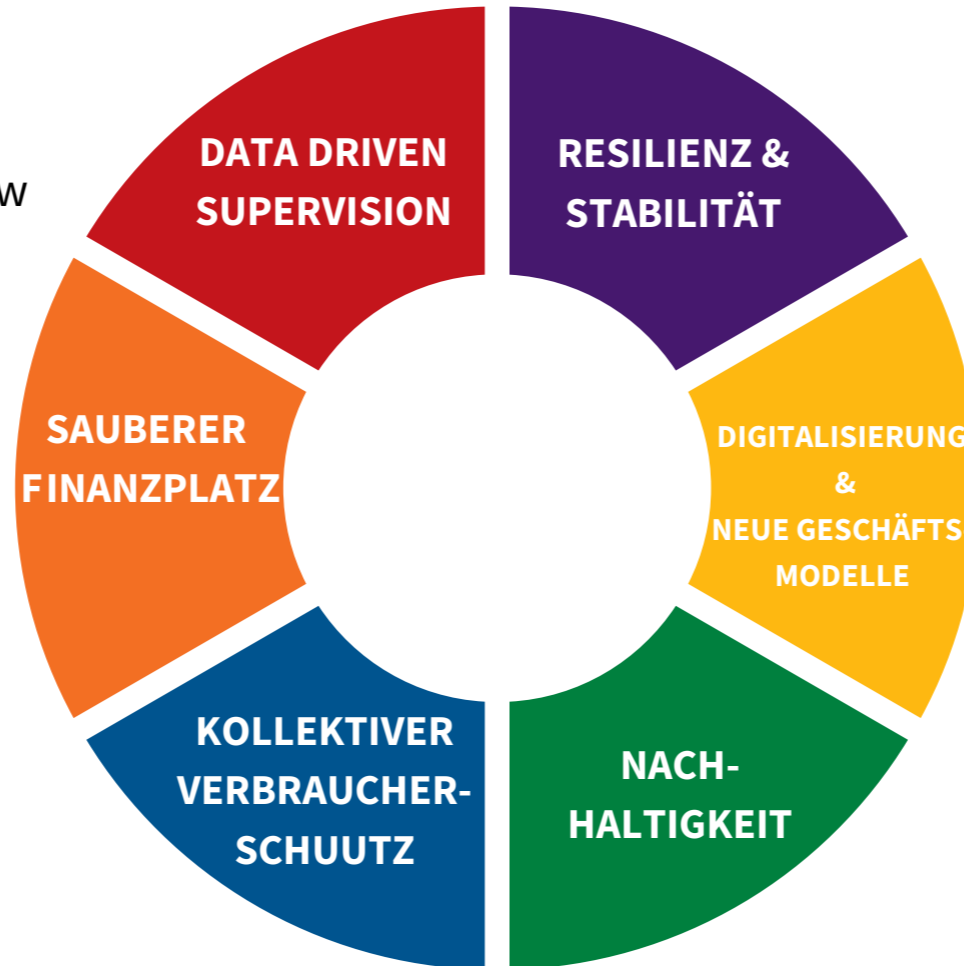 w
DATA DRIVEN
SUPERVISION
RESILIENZ &
STABILITÄT
SAUBERER
FINANZPLATZ
DIGITALISIERUNG
&
NEUE GESCHÄFTS
MODELLE
KOLLEKTIVER
VERBRAUCHER-
SCHUUTZ
NACH-
HALTIGKEIT